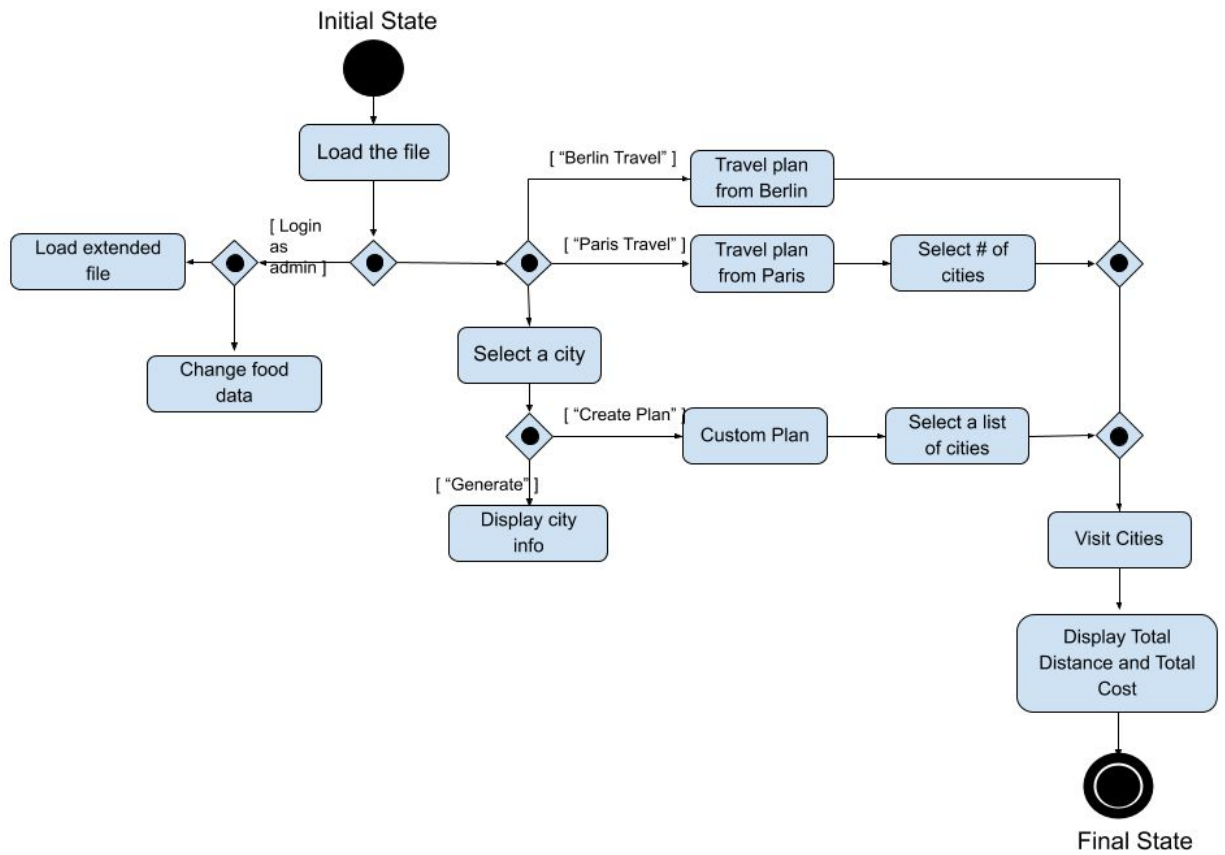 Initial State
Load the file
[ “Berlin Travel” ]
Travel plan
from Berlin
[ Login
as
admin ]
Load extended
file
[ “Paris Travel” ]
Travel plan
from Paris
Select # of
cities
Change food
data
Select a city
[ “Create Plan” ]
Custom Plan
Select a list
of cities
[ “Generate” ]
Display city
info
Visit Cities
Display Total
Distance and Total
Cost
Final State